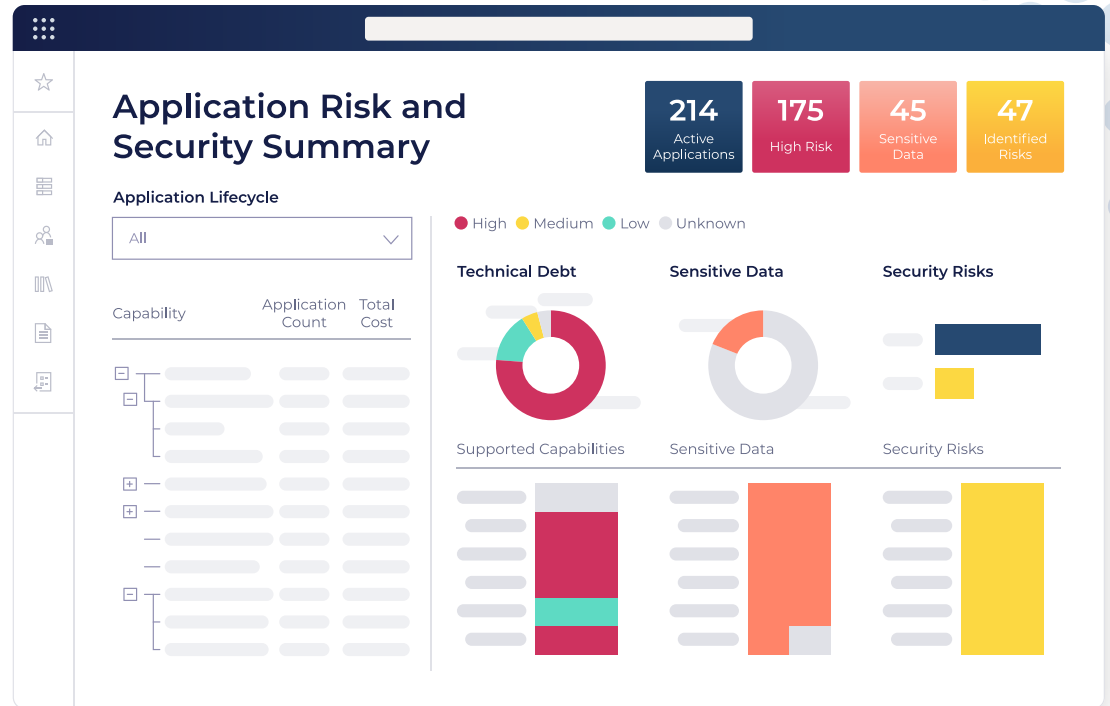 Application Risk and
Security Summary
214
Active
Applications
175
High Risk
45
Sensitive
Data
47
Identified
Risks
Application Lifecycle
All
High
Medium
Low
Unknown
Capability
Application
Count
Total
Cost
Technical Debt
Sensitive Data
Security Risks
Supported Capabilities
Sensitive Data
Security Risks